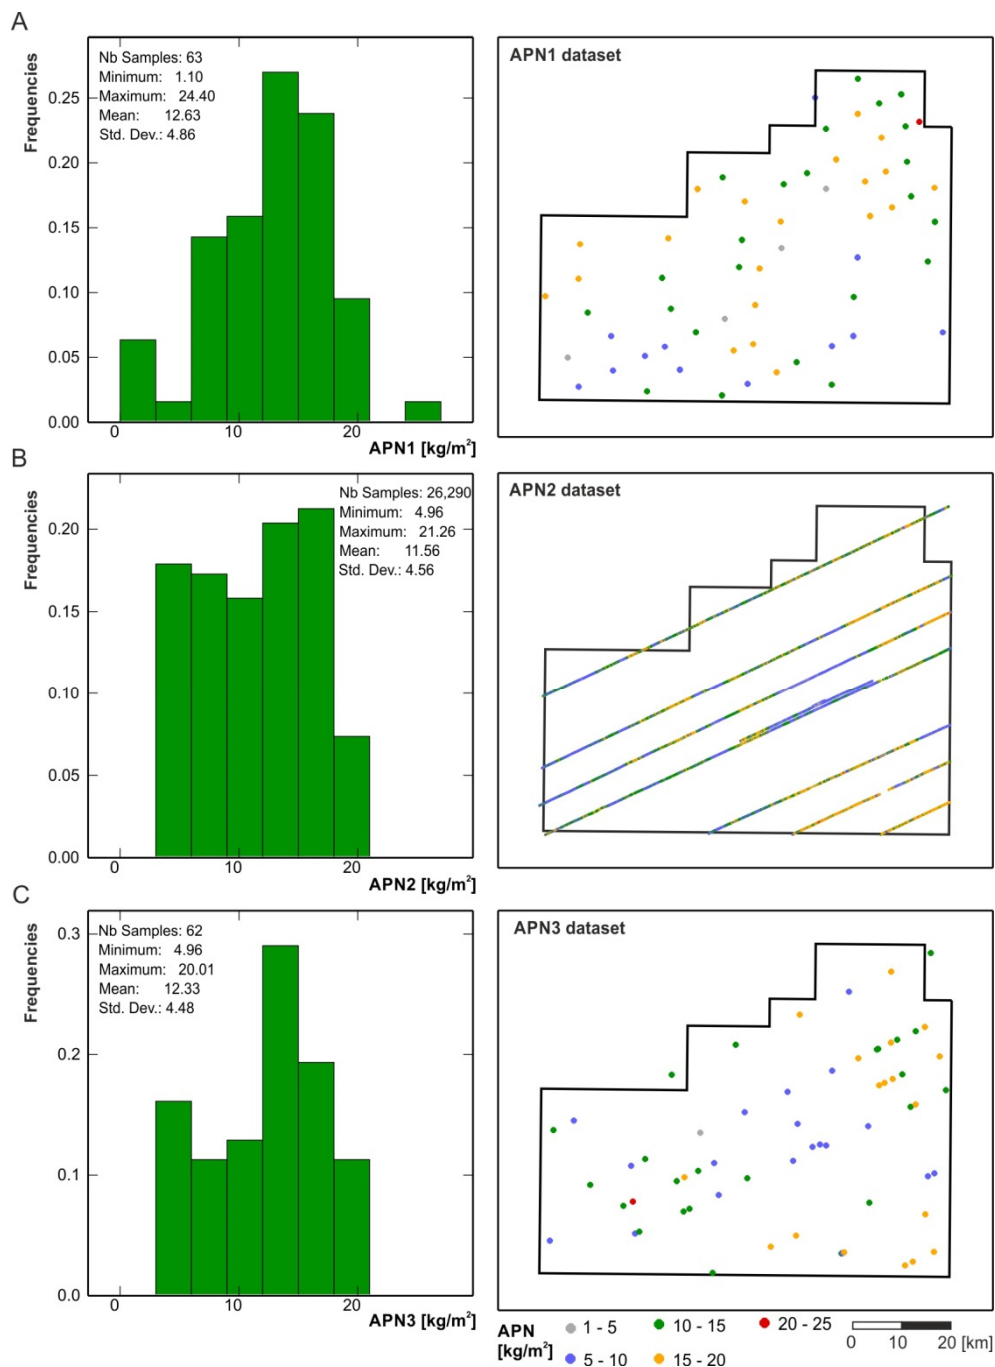 A
Nb Samples: 63
Minimum: 1.10
Maximum: 24.40
Mean: 12.63
Std. Dev.: 4.86
Frequencies
0.25
0.20
0.15
0.10
0.05
0.00
0 10 20
APN1 [kg/m²]
APN1 dataset
B
Nb Samples: 26,290
Minimum: 4.96
Maximum: 21.26
Mean: 11.56
Std. Dev.: 4.56
Frequencies
0.20
0.15
0.10
0.05
0.00
0 10 20
APN2 [kg/m²]
APN2 dataset
C
Nb Samples: 62
Minimum: 4.96
Maximum: 20.01
Mean: 12.33
Std. Dev.: 4.48
Frequencies
0.3
0.2
0.1
0.0
0 10 20
APN3 [kg/m²]
APN3 dataset
APN
[kg/m²]
1 - 5
10 - 15
20 - 25
5 - 10
15 - 20
0 10 20 [km]